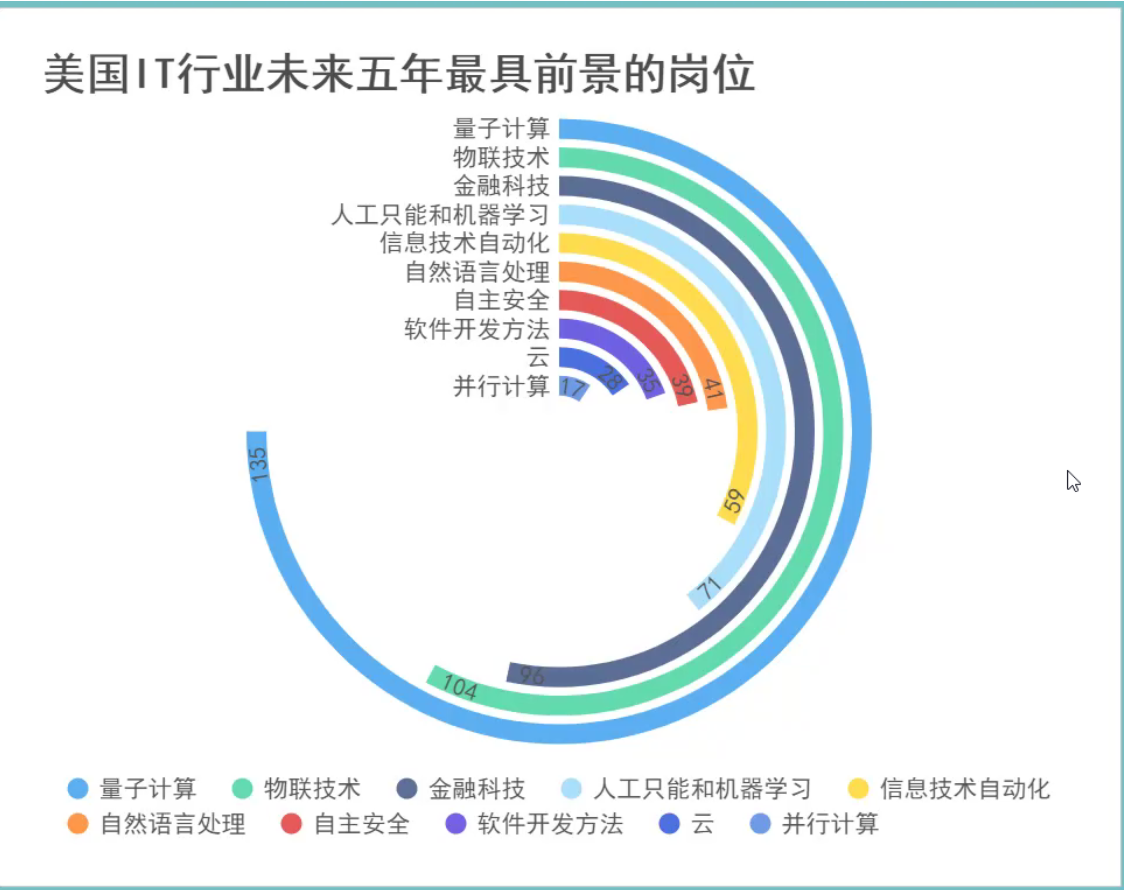 美国IT行业未来五年最具前景的岗位
量子计算
物联技术
金融科技
人工只能和机器学习
信息技术自动化
自然语言处理
自主安全
软件开发方法
云
并行计算
17
28
35
39
41
59
71
96
104
135
量子计算 物联技术 金融科技 人工只能和机器学习 信息技术自动化
自然语言处理 自主安全 软件开发方法 云 并行计算